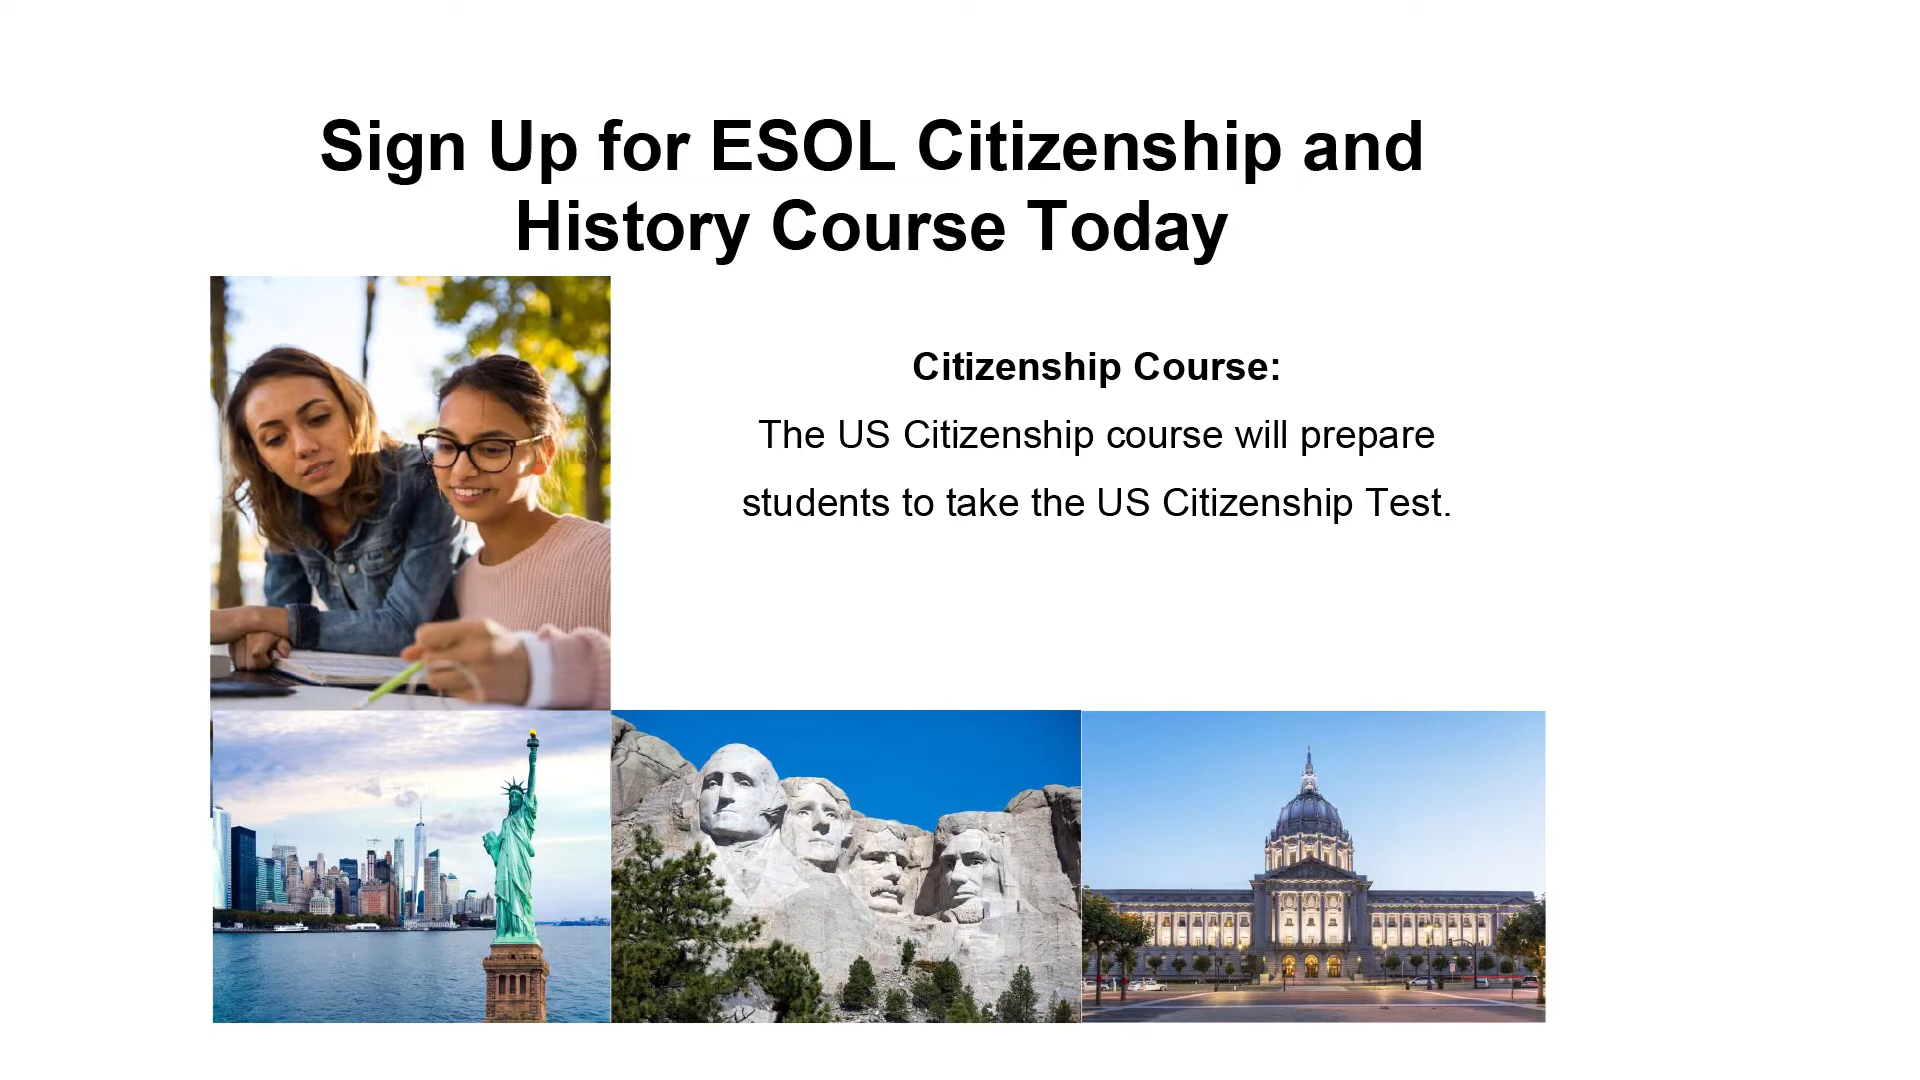 Sign Up for ESOL Citizenship and
History Course Today
Citizenship Course:
The US Citizenship course will prepare
students to take the US Citizenship Test.